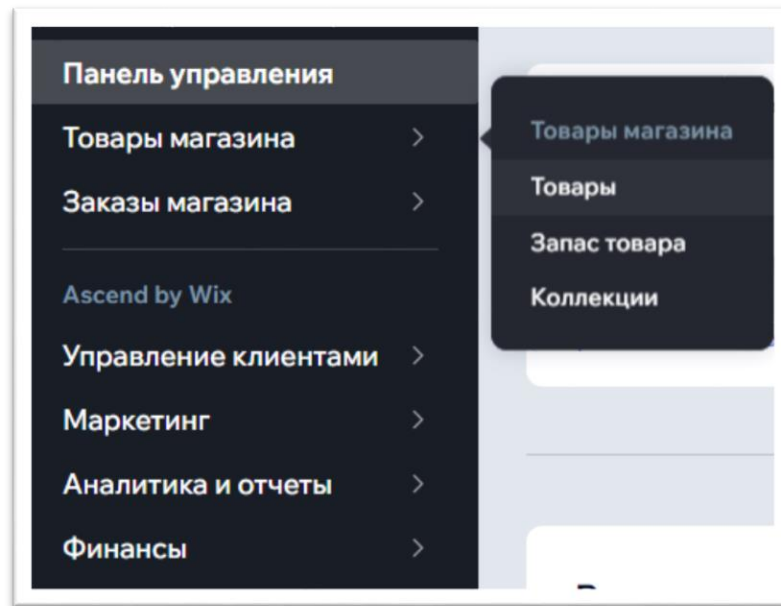 Панель управления
Товары магазина
Заказы магазина
Ascend by Wix
Управление клиентами
Маркетинг
Аналитика и отчеты
Финансы
Товары магазина
Товары
Запас товара
Коллекции